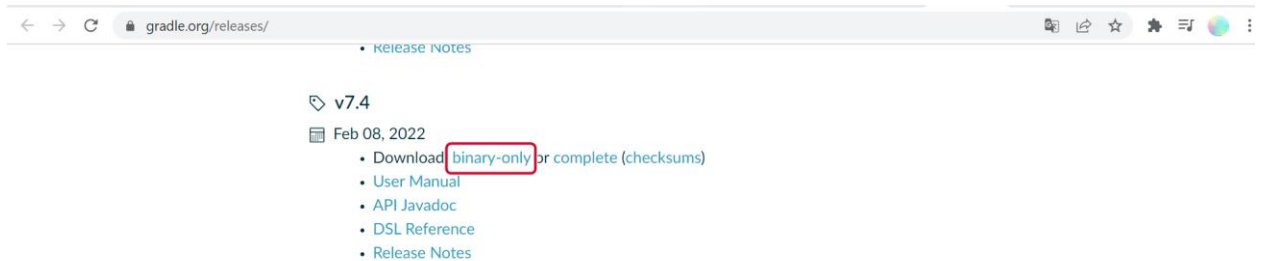 gradle.org/releases/
Release Notes
v7.4
Feb 08, 2022
• Download binary-only or complete (checksums)
• User Manual
• API Javadoc
• DSL Reference
• Release Notes